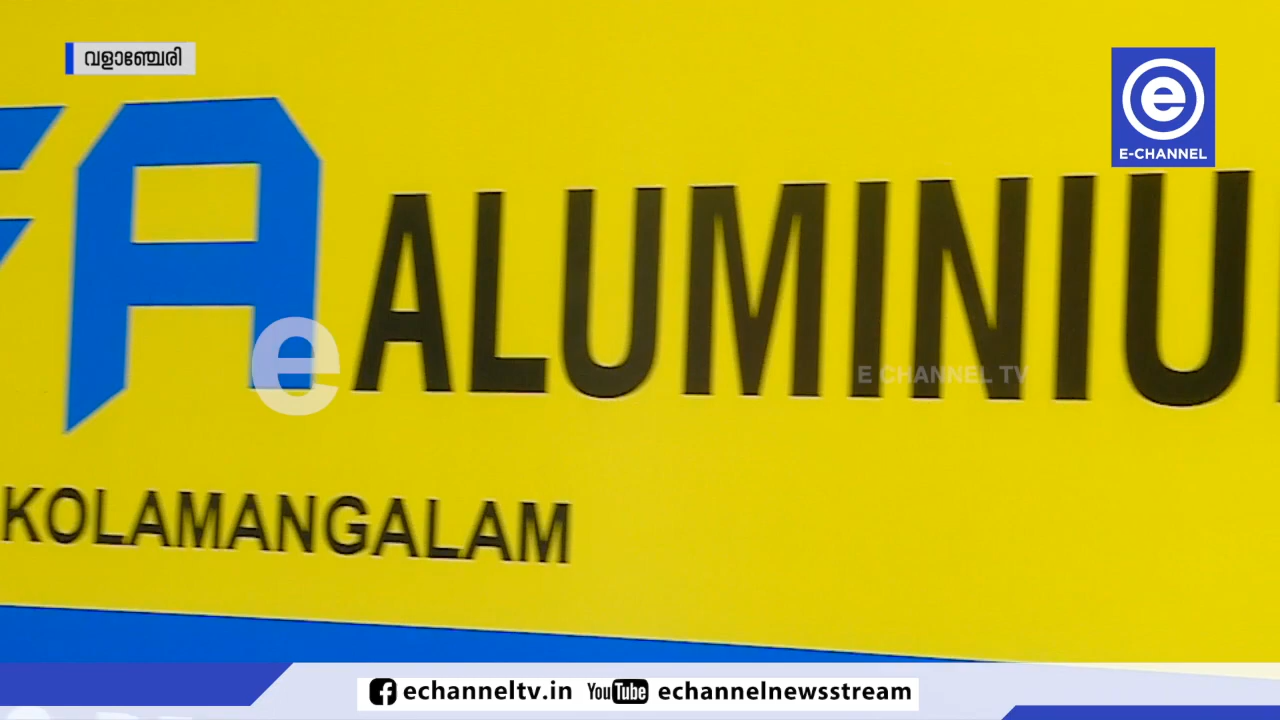 വളാഞ്ചേരി
e
E-CHANNEL
A ALUMINIU
e
E CHANNEL TV
KOLAMANGALAM
echanneltv.in YouTube echannelnewsstream